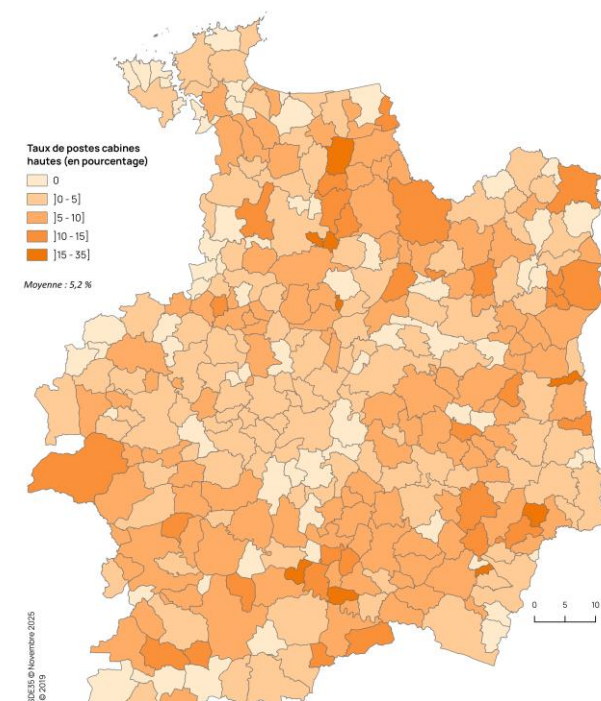 Taux de postes cabines
hautes (en pourcentage)
0
]0 - 5]
]5 - 10]
]10 - 15]
]15 - 35]
Moyenne : 5,2 %
0 5 10
SDE35 © Novembre 2025
© 2019